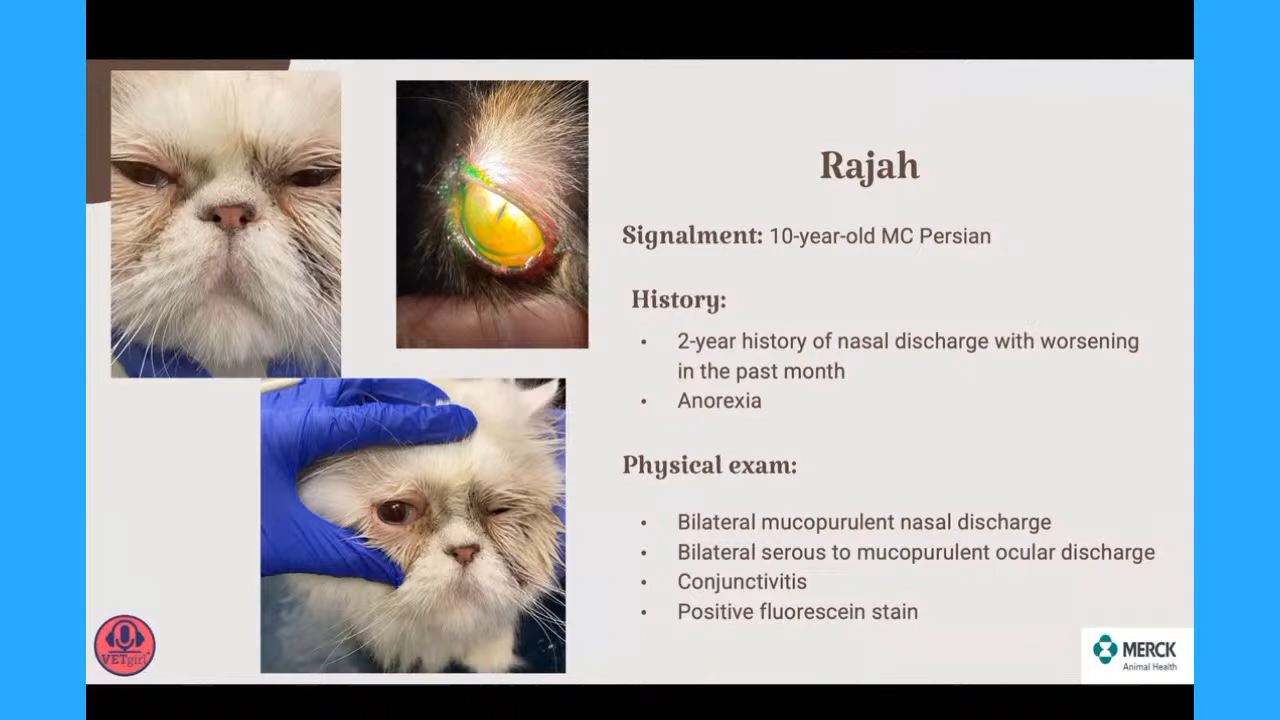 Rajah
Signalment: 10-year-old MC Persian
History:
• 2-year history of nasal discharge with worsening
in the past month
• Anorexia
Physical exam:
• Bilateral mucopurulent nasal discharge
• Bilateral serous to mucopurulent ocular discharge
• Conjunctivitis
• Positive fluorescein stain
VETgirl
MERCK
Animal Health